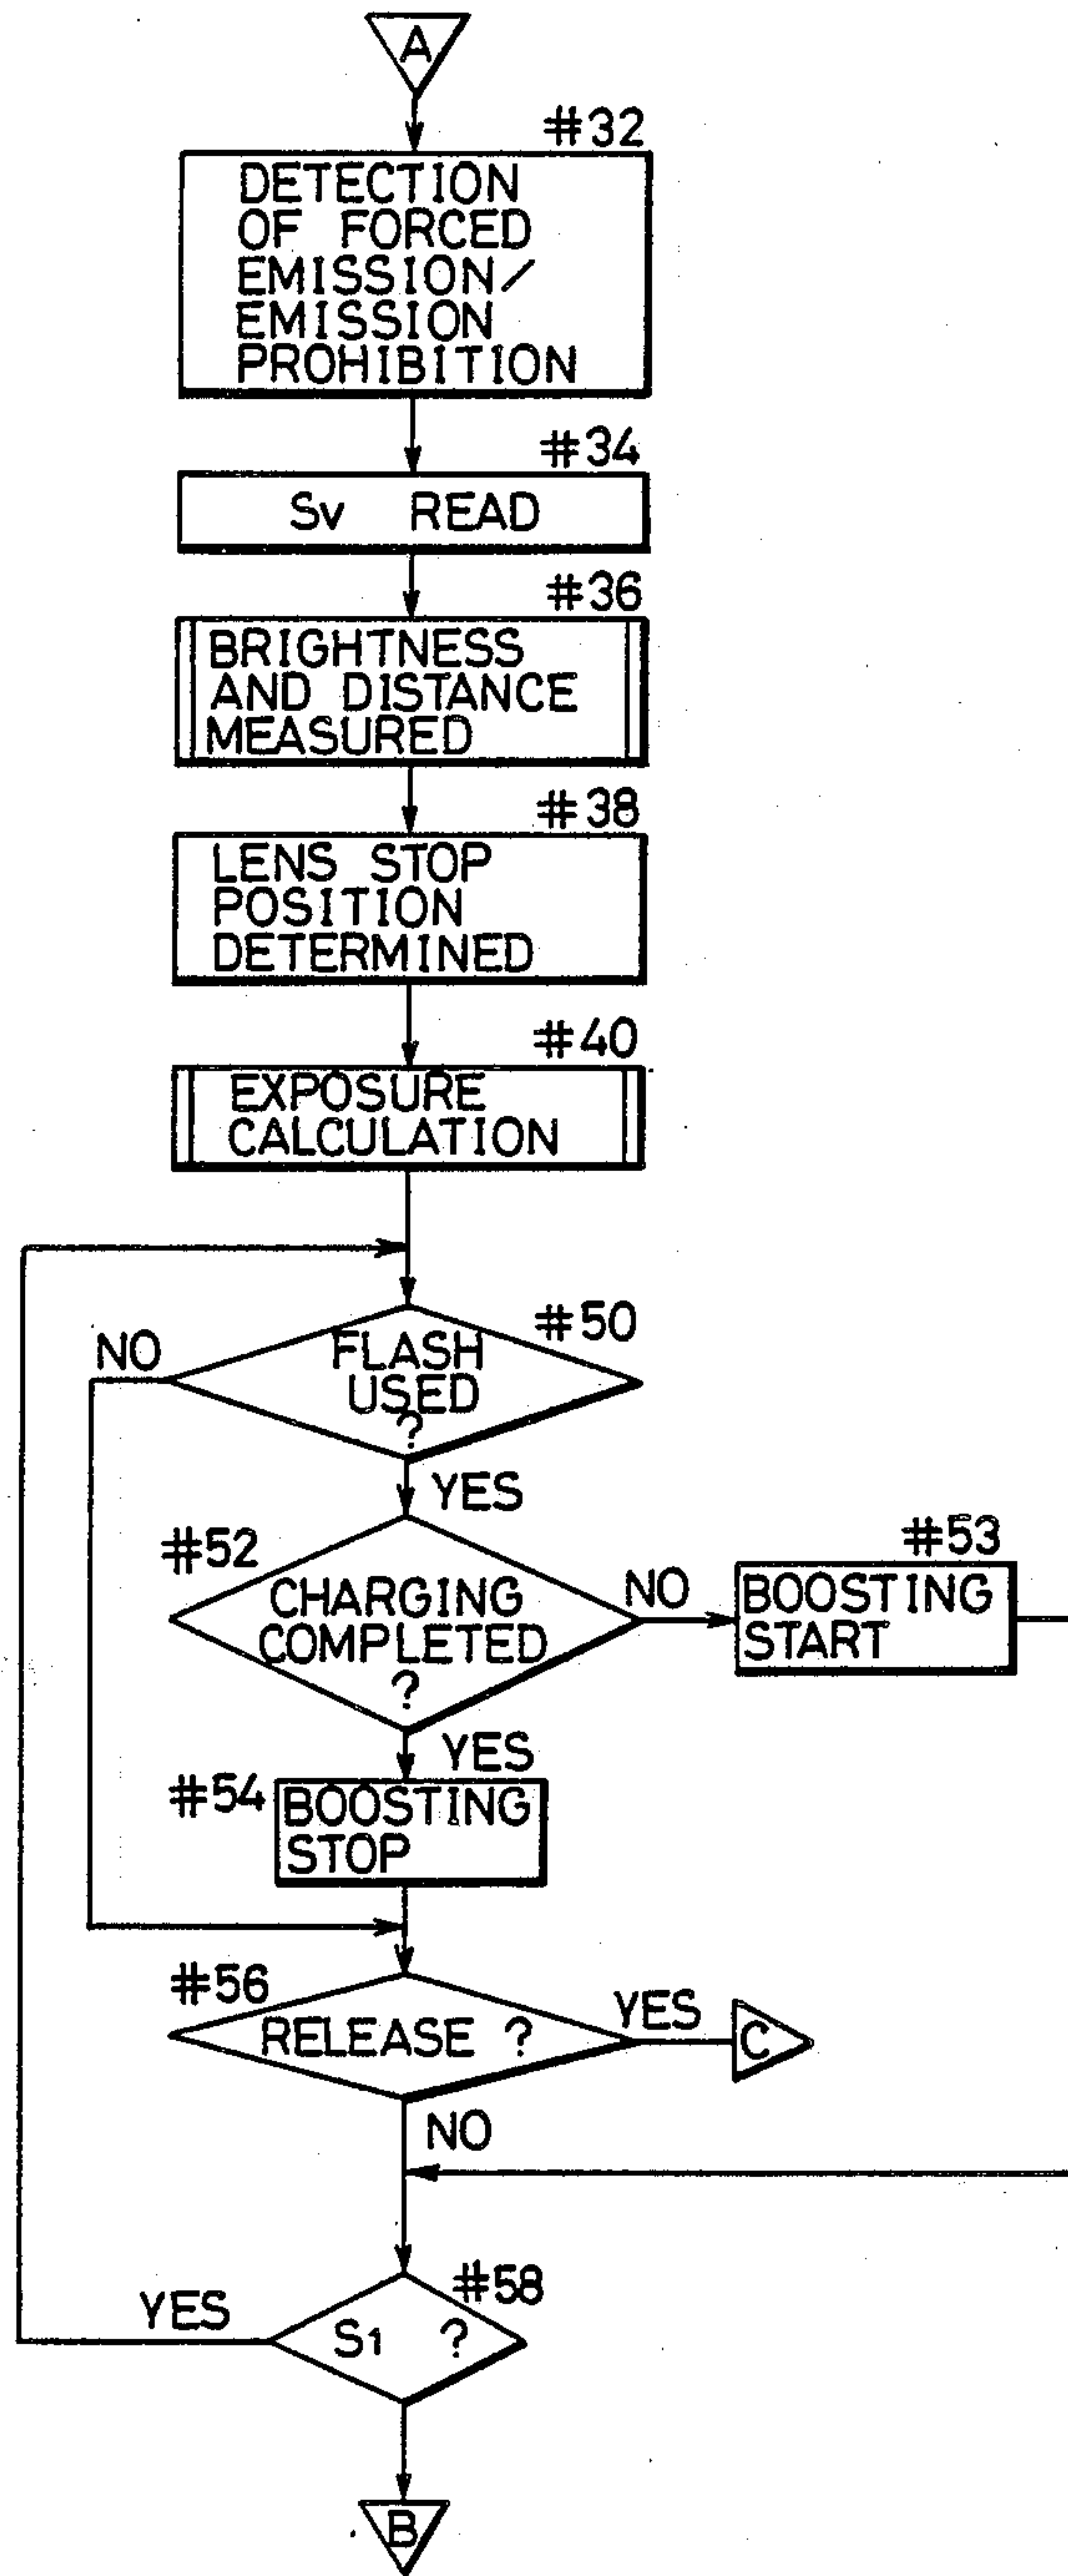 A
#32
DETECTION
OF FORCED
EMISSION/
EMISSION
PROHIBITION
#34
Sv READ
#36
BRIGHTNESS
AND DISTANCE
MEASURED
#38
LENS STOP
POSITION
DETERMINED
#40
EXPOSURE
CALCULATION
#50
NO
FLASH
USED
?
YES
#52
CHARGING
COMPLETED
?
NO
#53
BOOSTING
START
YES
#54
BOOSTING
STOP
#56
RELEASE ?
YES
C
NO
#58
YES
S1 ?
B